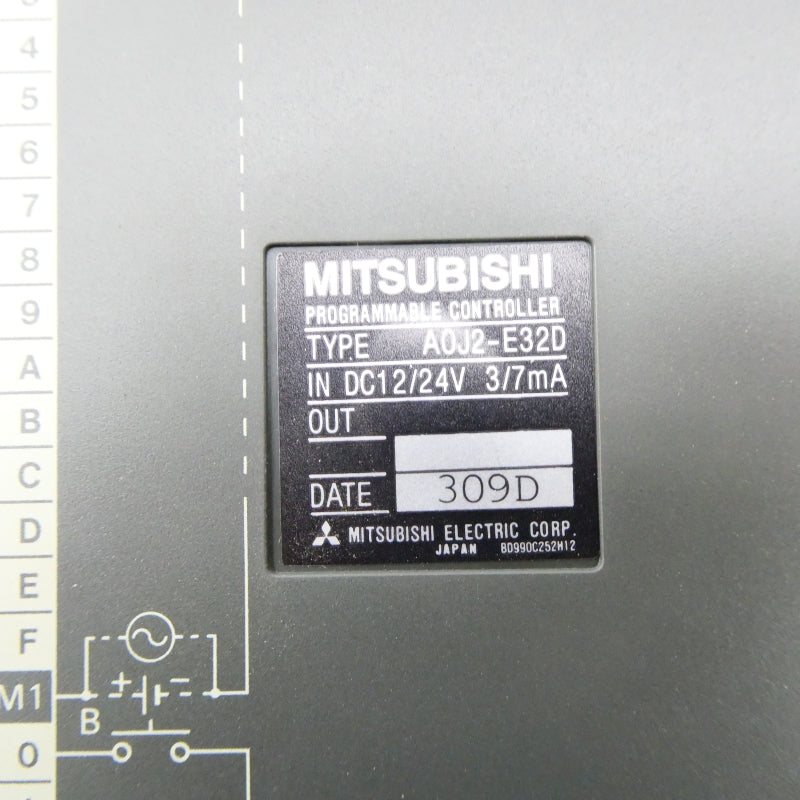 4
5
6
7
8
9
A
B
C
D
E
F
M1
0
+ -
B
MITSUBISHI
PROGRAMMABLE CONTROLLER
TYPE A0J2-E32D
IN DC12/24V 3/7mA
OUT
DATE 309D
MITSUBISHI ELECTRIC CORP.
JAPAN BD990C252H12